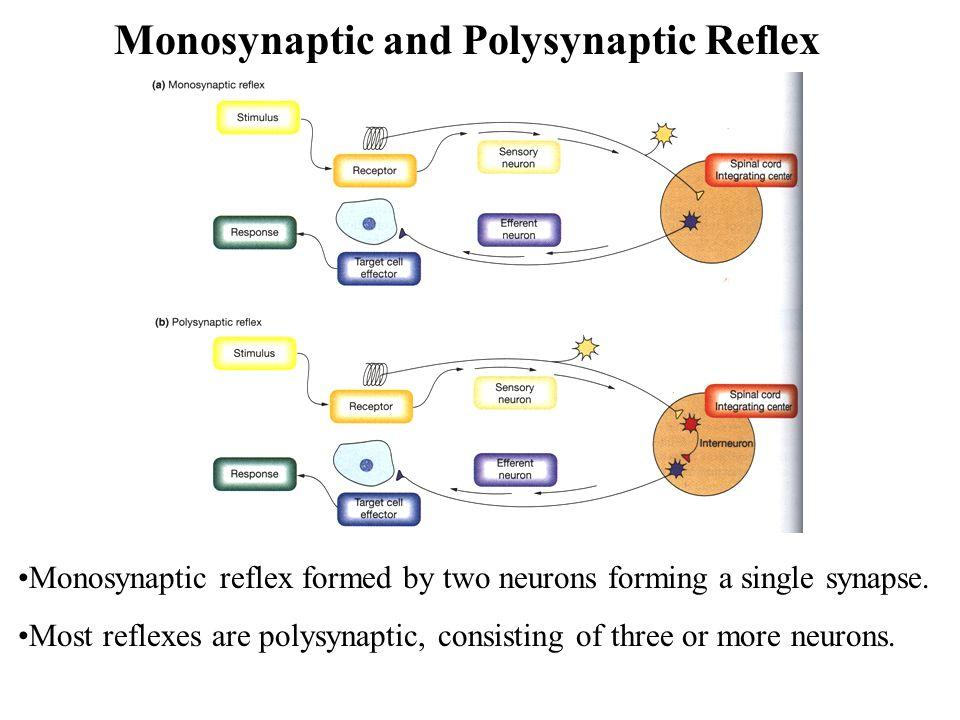 Monosynaptic and Polysynaptic Reflex
(a) Monosynaptic reflex
Stimulus
Receptor
Sensory
neuron
Spinal cord
Integrating center
Efferent
neuron
Target cell
effector
Response
(b) Polysynaptic reflex
Stimulus
Receptor
Sensory
neuron
Spinal cord
Integrating center
Interneuron
Efferent
neuron
Target cell
effector
Response
•Monosynaptic reflex formed by two neurons forming a single synapse.
•Most reflexes are polysynaptic, consisting of three or more neurons.